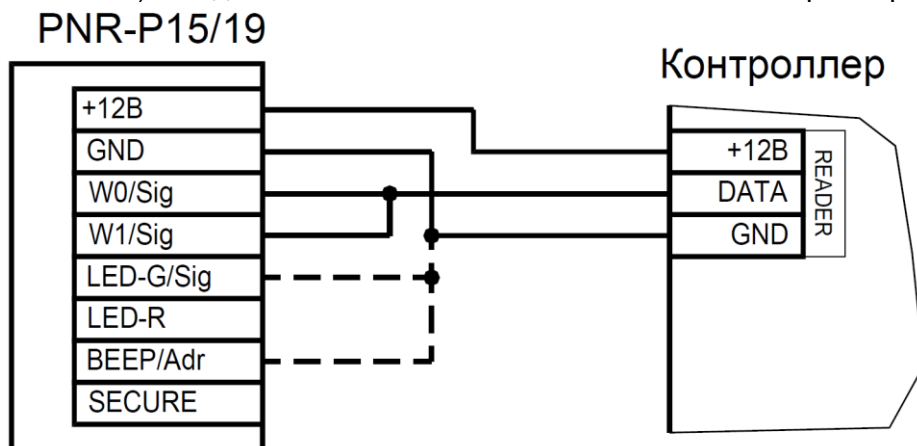 PNR-P15/19
Контроллер
+12В
GND
W0/Sig
W1/Sig
LED-G/Sig
LED-R
BEEP/Adr
SECURE
+12В
DATA
GND
READER